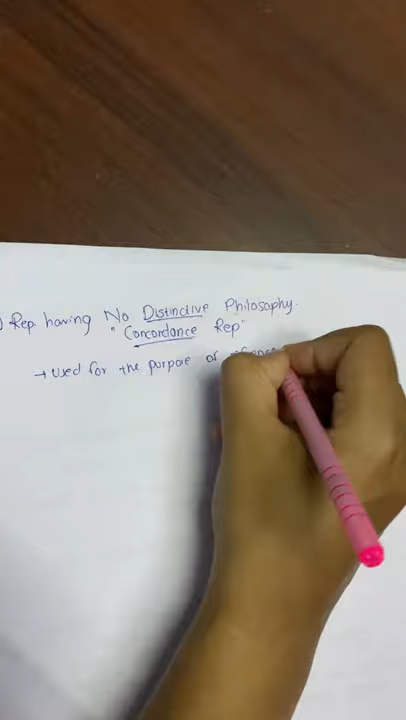 ) Rep having No Distinctive Philosophy.
"Concordance Rep"
→ Used for the purpose of